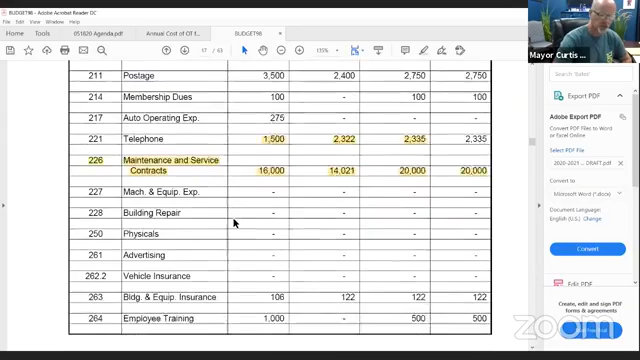 BUDGET98 - Adobe Acrobat Reader DC
File Edit View Window Help
051820 Agenda.pdf Annual Cost of OT f... BUDGET98 ×
17 / 63 135%
211 Postage 3,500 2,400 2,750 2,750
214 Membership Dues 100 - 100 100
217 Auto Operating Exp. 275 - - -
221 Telephone 1,500 2,322 2,335 2,335
226 Maintenance and Service
Contracts 16,000 14,021 20,000 20,000
227 Mach. & Equip. Exp. - - - -
228 Building Repair - - - -
250 Physicals - - - -
261 Advertising - - - -
262.2 Vehicle Insurance - - - -
263 Bldg. & Equip. Insurance 106 122 122 122
264 Employee Training 1,000 - 500 500
Mayor Curtis
Export PDF
Adobe Export PDF
Convert PDF Files to Word
or Excel Online
Select PDF File
2020-2021 ... DRAFT.pdf ×
Convert to
Microsoft Word (*.docx)
Document Language:
English (U.S.) Change
Convert
Edit PDF
Create, edit and sign PDF
forms & agreements
zoom